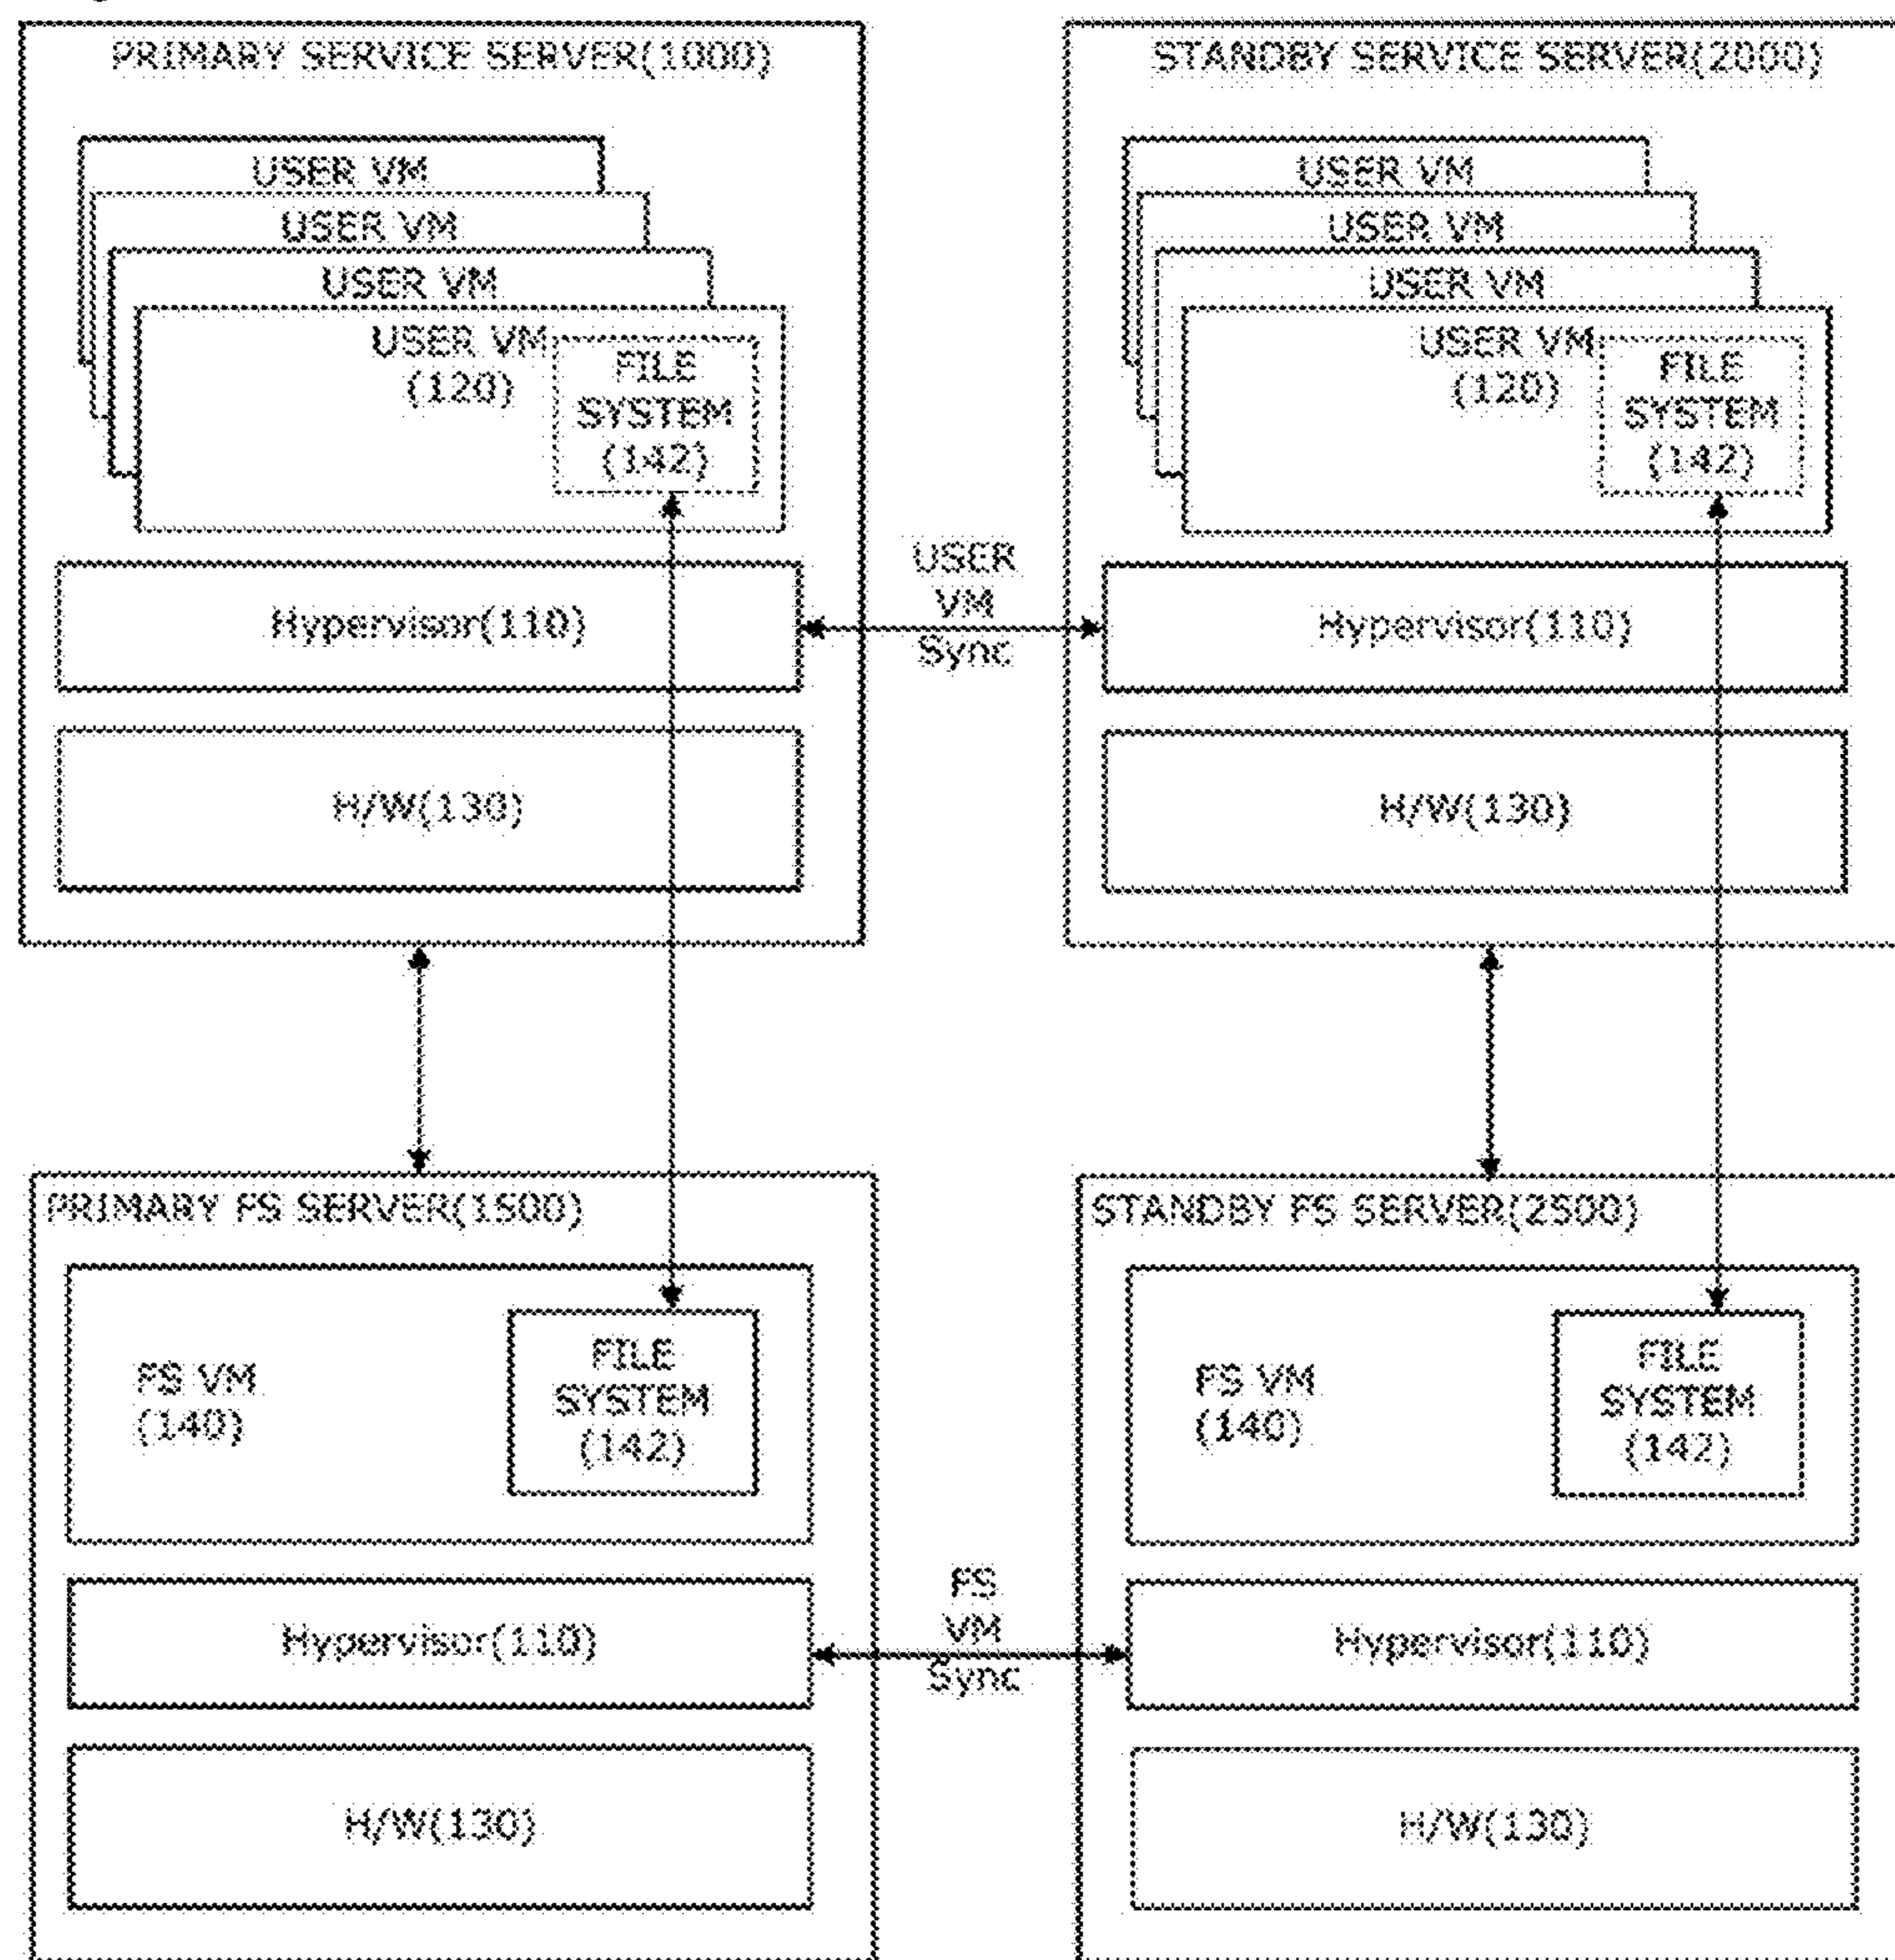 PRIMARY SERVICE SERVER(1000)
USER VM
USER VM
USER VM
USER VM
(120)
FILE
SYSTEM
(142)
Hypervisor(110)
H/W(130)
USER
VM
Sync
STANDBY SERVICE SERVER(2000)
USER VM
USER VM
USER VM
USER VM
(120)
FILE
SYSTEM
(142)
Hypervisor(110)
H/W(130)
PRIMARY FS SERVER(1500)
FS VM
(140)
FILE
SYSTEM
(142)
Hypervisor(110)
H/W(130)
FS
VM
Sync
STANDBY FS SERVER(2500)
FS VM
(140)
FILE
SYSTEM
(142)
Hypervisor(110)
H/W(130)